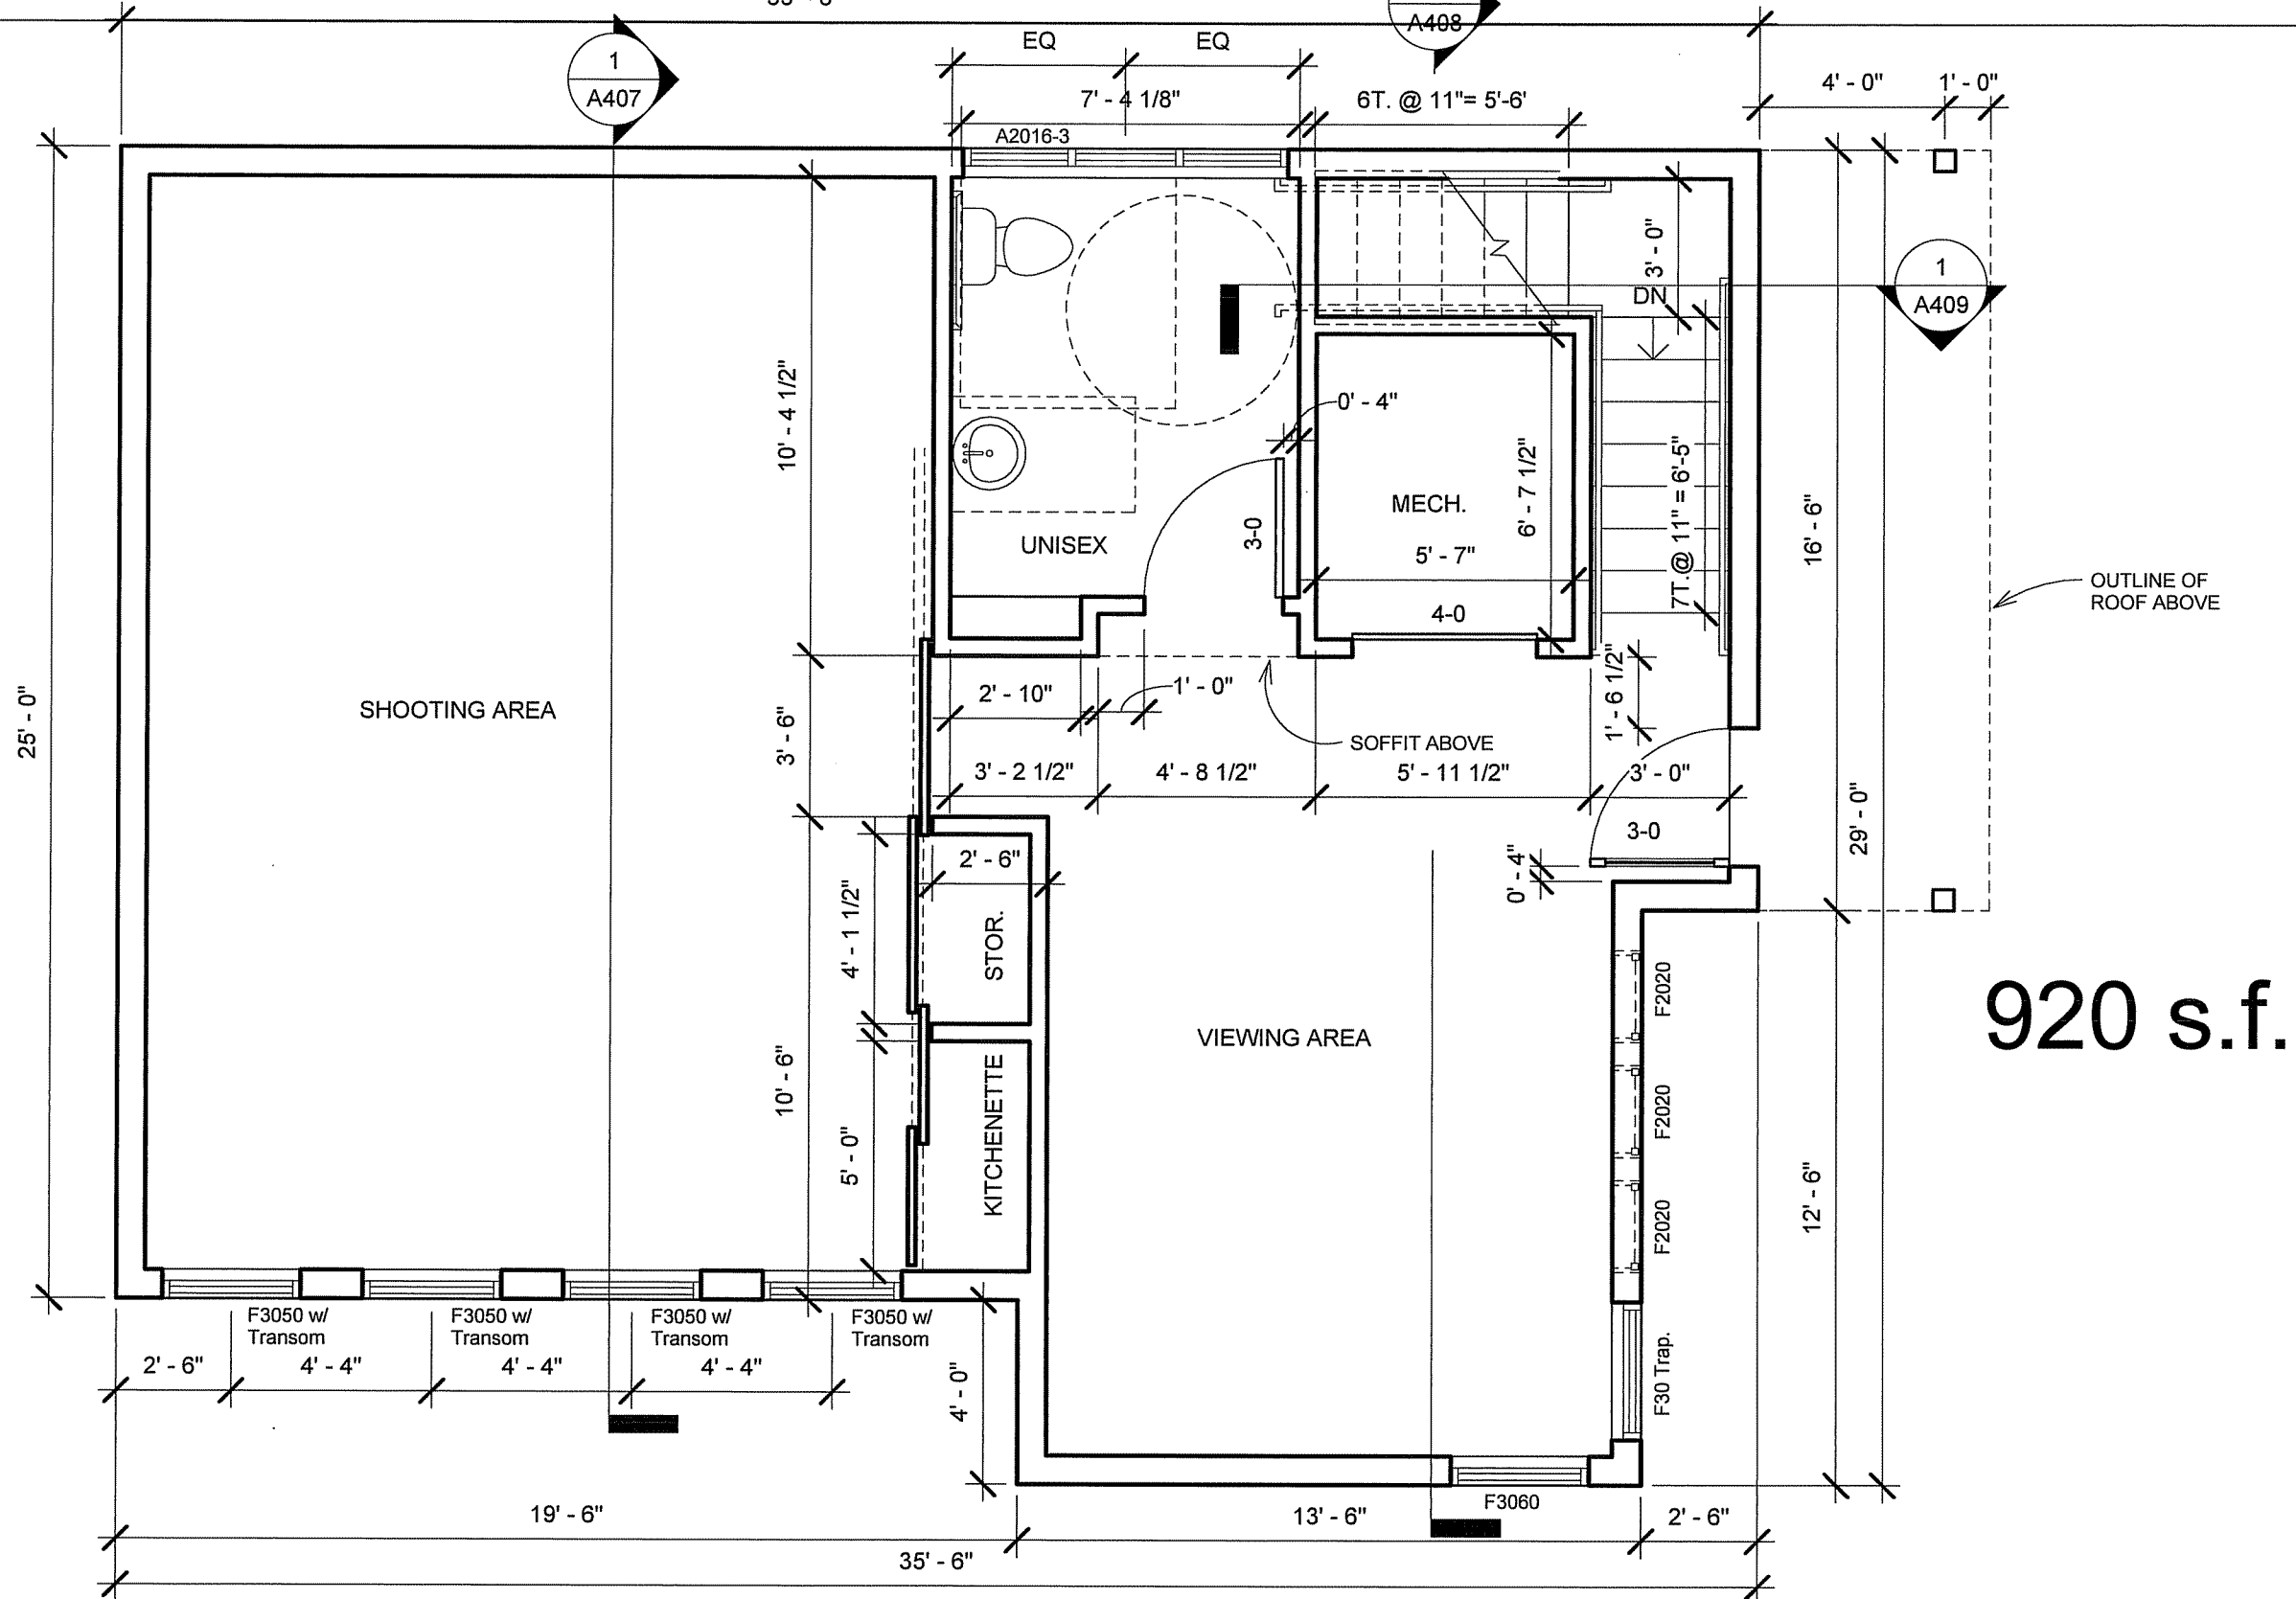 A408
EQ
EQ
1
A407
7' - 4 1/8"
6T. @ 11"= 5'-6'
4' - 0"
1' - 0"
A2016-3
3' - 0"
DN
1
A409
10' - 4 1/2"
0' - 4"
6' - 7 1/2"
MECH.
3-0
UNISEX
5' - 7"
7T.@ 11" = 6'-5"
16' - 6"
4-0
OUTLINE OF
ROOF ABOVE
25' - 0"
SHOOTING AREA
2' - 10"
1' - 0"
1' - 6 1/2"
3' - 6"
SOFFIT ABOVE
3' - 2 1/2"
4' - 8 1/2"
5' - 11 1/2"
3' - 0"
29' - 0"
3-0
2' - 6"
0' - 4"
4' - 1 1/2"
STOR.
F2020
920 s.f.
VIEWING AREA
10' - 6"
KITCHENETTE
F2020
5' - 0"
12' - 6"
F2020
F3050 w/
Transom
F3050 w/
Transom
F3050 w/
Transom
F3050 w/
Transom
2' - 6"
4' - 4"
4' - 4"
4' - 4"
4' - 0"
F30 Trap.
F3060
19' - 6"
13' - 6"
2' - 6"
35' - 6"